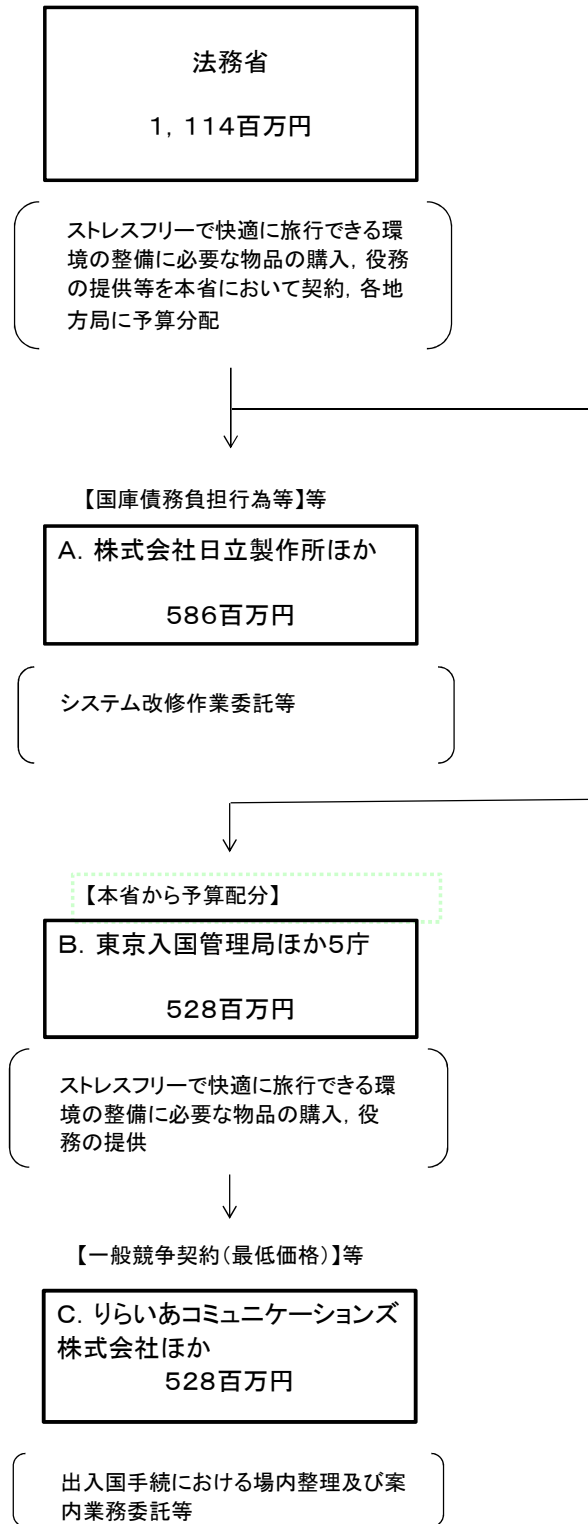 法務省
1，114百万円
ストレスフリーで快適に旅行できる環
境の整備に必要な物品の購入，役務
の提供等を本省において契約，各地
方局に予算分配
【国庫債務負担行為等】等
A．株式会社日立製作所ほか
586百万円
システム改修作業委託等
【本省から予算配分】
B．東京入国管理局ほか5庁
528百万円
ストレスフリーで快適に旅行できる環
境の整備に必要な物品の購入，役
務の提供
【一般競争契約（最低価格）】等
C．りらいあコミュニケーションズ
株式会社ほか
528百万円
出入国手続における場内整理及び案
内業務委託等